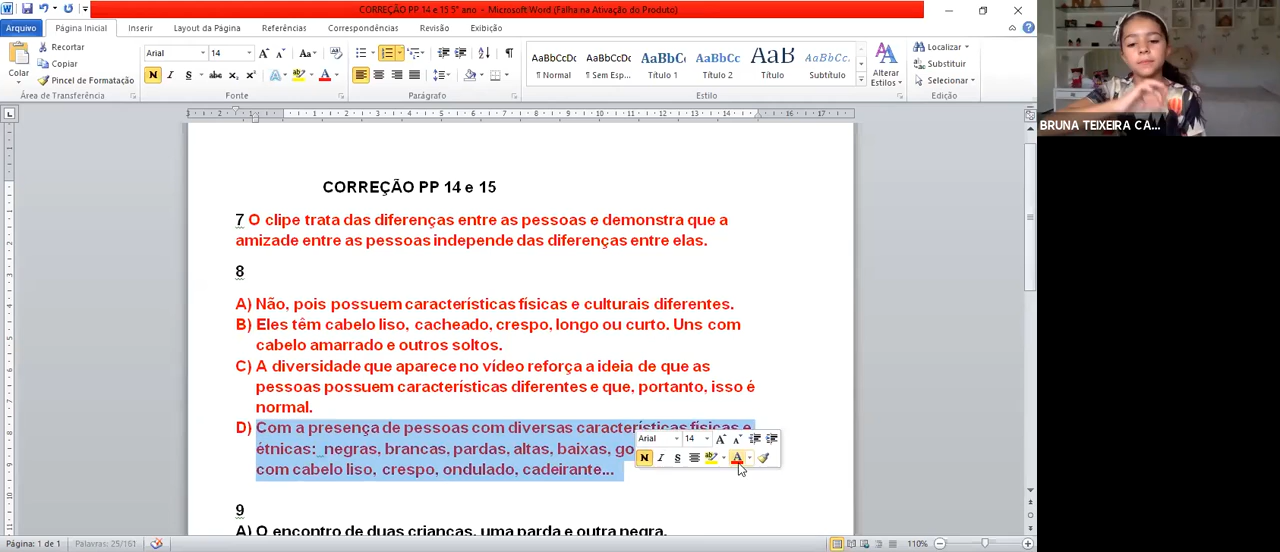 CORREÇÃO PP 14 e 15 5° ano - Microsoft Word (Falha na Ativação do Produto)
Arquivo Página Inicial Inserir Layout da Página Referências Correspondências Revisão Exibição
Colar
Recortar
Copiar
Pincel de Formatação
Área de Transferência
Arial 14
Fonte
Parágrafo
AaBbCcDc AaBbCcDc AaBbC AaBbCc AaB AaBbCc.
¶ Normal ¶ Sem Esp... Título 1 Título 2 Título Subtítulo
Alterar Estilos
Estilo
Localizar
Substituir
Selecionar
Edição
BRUNA TEIXEIRA CA...
CORREÇÃO PP 14 e 15
7 O clipe trata das diferenças entre as pessoas e demonstra que a
amizade entre as pessoas independe das diferenças entre elas.
8
A) Não, pois possuem características físicas e culturais diferentes.
B) Eles têm cabelo liso, cacheado, crespo, longo ou curto. Uns com
cabelo amarrado e outros soltos.
C) A diversidade que aparece no vídeo reforça a ideia de que as
pessoas possuem características diferentes e que, portanto, isso é
normal.
D) Com a presença de pessoas com diversas características físicas e
étnicas:_negras, brancas, pardas, altas, baixas, go
com cabelo liso, crespo, ondulado, cadeirante...
Arial 14
9
A) O encontro de duas crianças, uma parda e outra negra.
Página: 1 de 1 Palavras: 25/161 110%